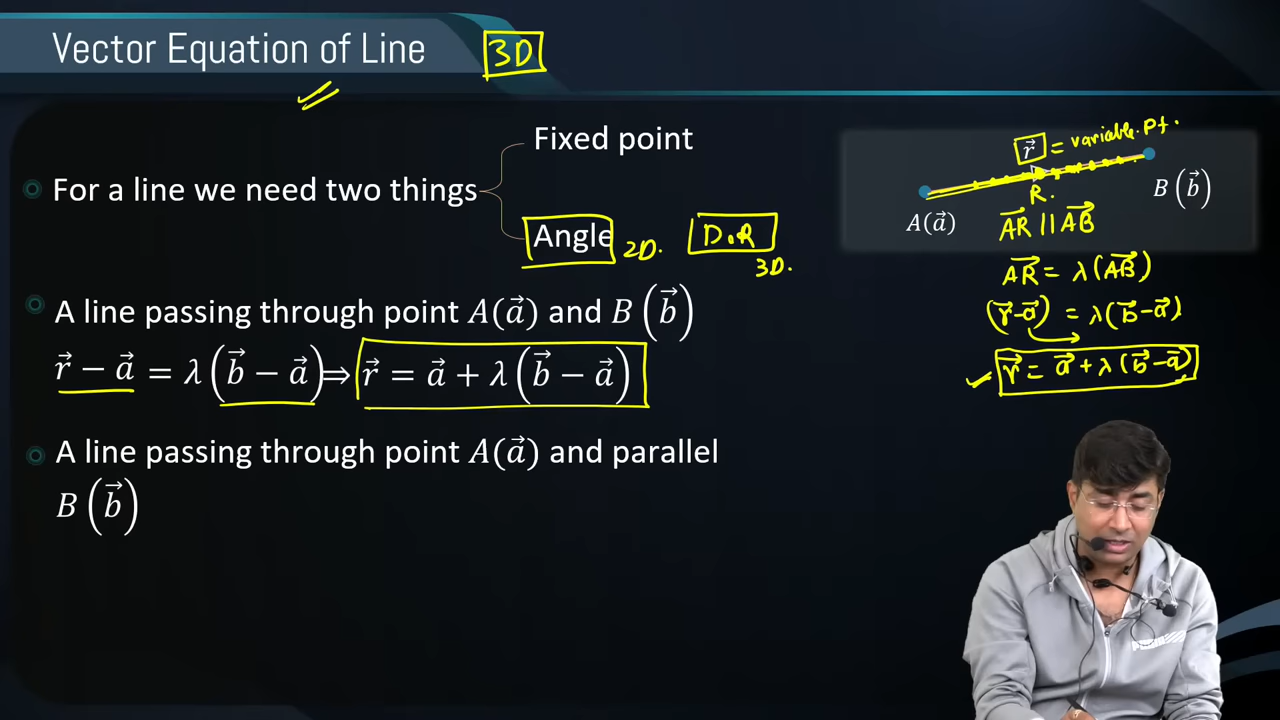 Vector Equation of Line
3D
Fixed point
For a line we need two things
Angle 2D. D.R 3D.
A line passing through point A(a⃗) and B(b⃗)
r⃗ − a⃗ = λ(b⃗ − a⃗) ⇒ r⃗ = a⃗ + λ(b⃗ − a⃗)
A line passing through point A(a⃗) and parallel
B(b⃗)
r⃗ = variable pt.
R.
A(a⃗)
B(b⃗)
AR⃗ || AB⃗
AR⃗ = λ(AB⃗)
(r⃗−a⃗) = λ(b⃗−a⃗)
r⃗ = a⃗ + λ(b⃗−a⃗)